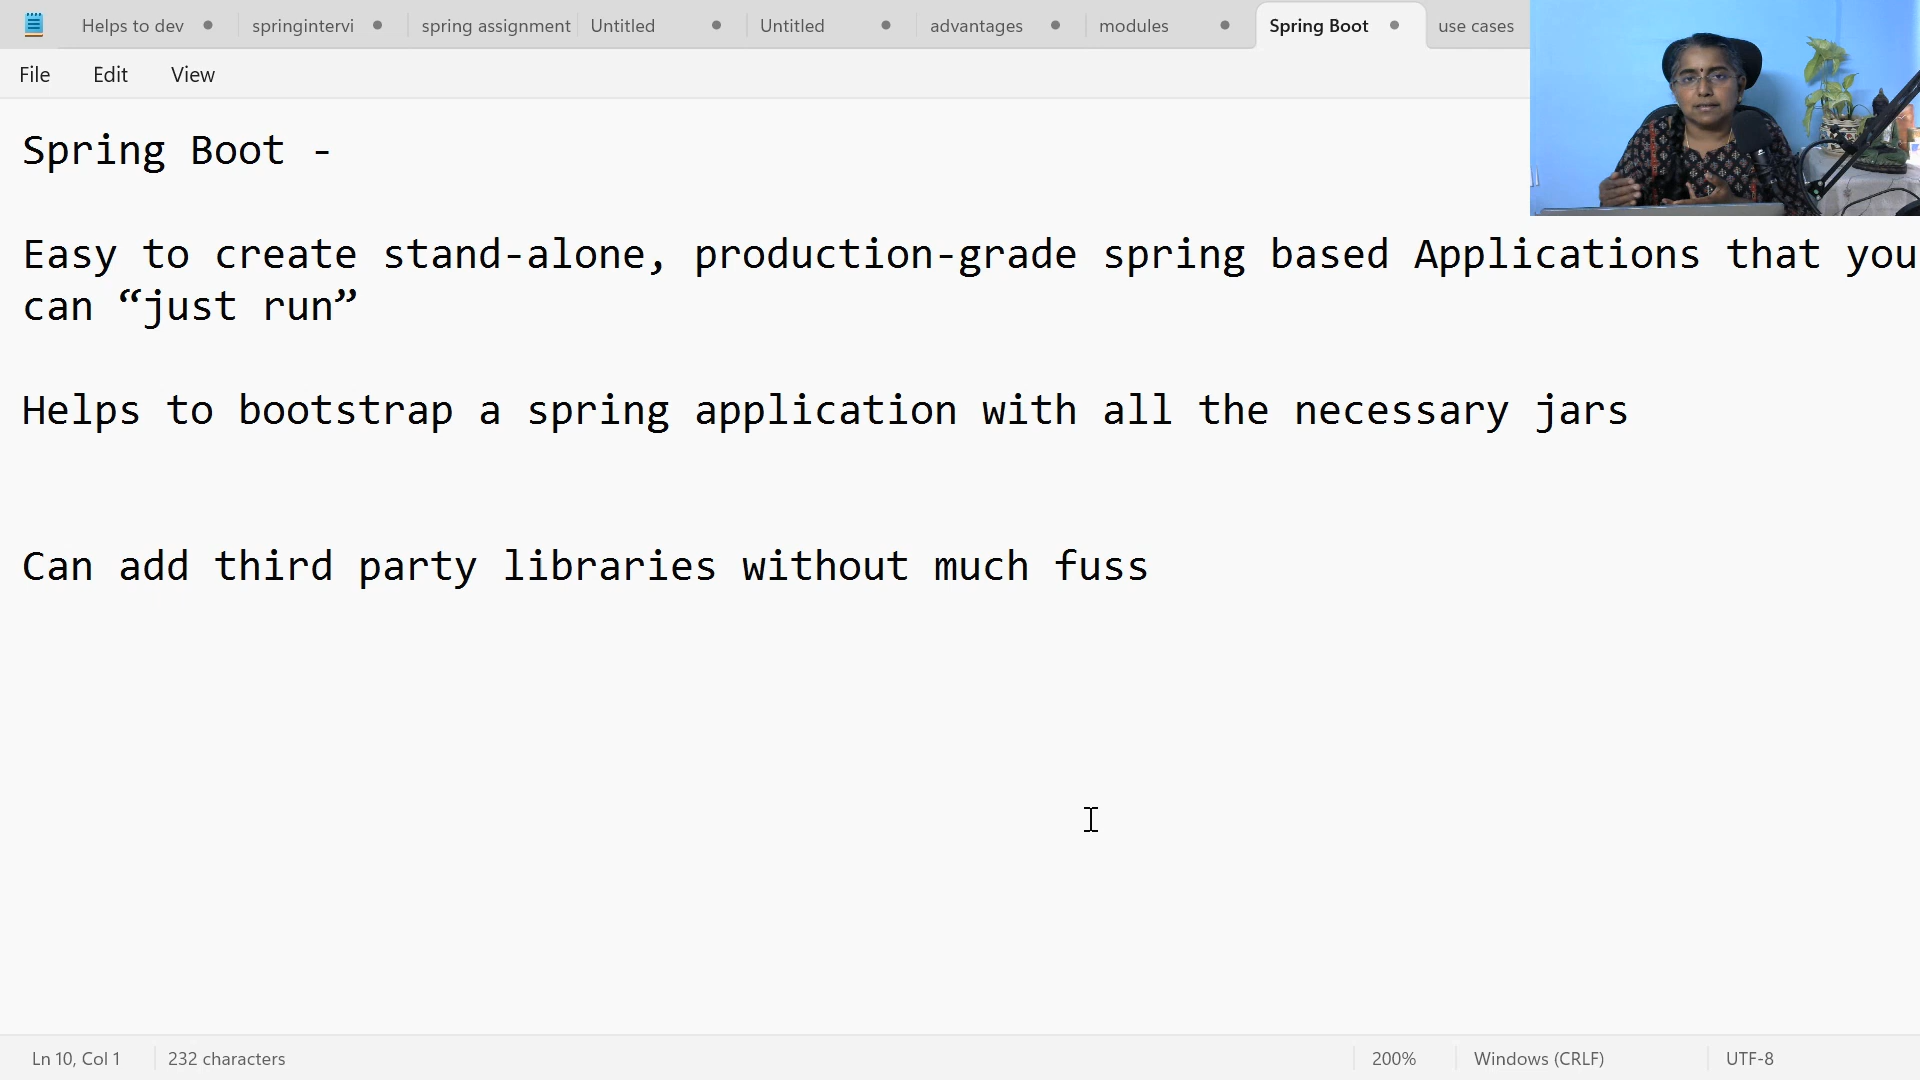 Helps to dev springintervi spring assignment Untitled Untitled advantages modules Spring Boot use cases
File Edit View
Spring Boot -
Easy to create stand-alone, production-grade spring based Applications that you
can “just run”
Helps to bootstrap a spring application with all the necessary jars
Can add third party libraries without much fuss
Ln 10, Col 1 232 characters 200% Windows (CRLF) UTF-8